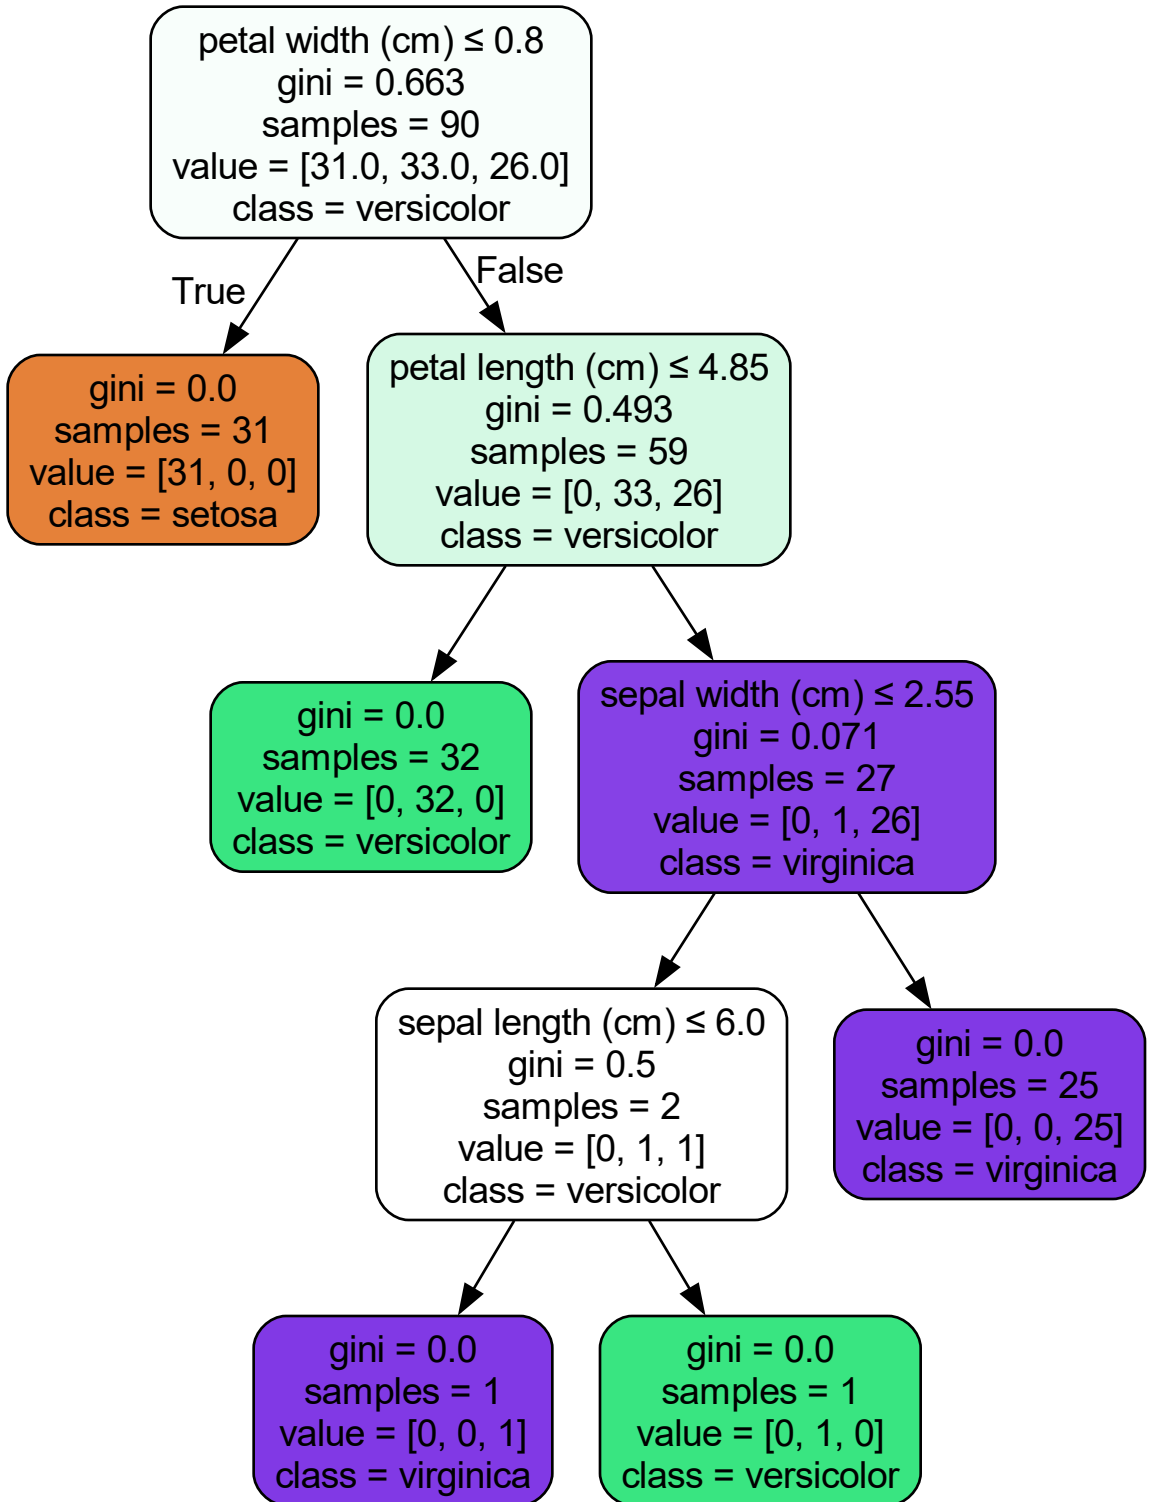 petal width (cm) ≤ 0.8
gini = 0.663
samples = 90
value = [31.0, 33.0, 26.0]
class = versicolor
True
False
gini = 0.0
samples = 31
value = [31, 0, 0]
class = setosa
petal length (cm) ≤ 4.85
gini = 0.493
samples = 59
value = [0, 33, 26]
class = versicolor
gini = 0.0
samples = 32
value = [0, 32, 0]
class = versicolor
sepal width (cm) ≤ 2.55
gini = 0.071
samples = 27
value = [0, 1, 26]
class = virginica
sepal length (cm) ≤ 6.0
gini = 0.5
samples = 2
value = [0, 1, 1]
class = versicolor
gini = 0.0
samples = 25
value = [0, 0, 25]
class = virginica
gini = 0.0
samples = 1
value = [0, 0, 1]
class = virginica
gini = 0.0
samples = 1
value = [0, 1, 0]
class = versicolor